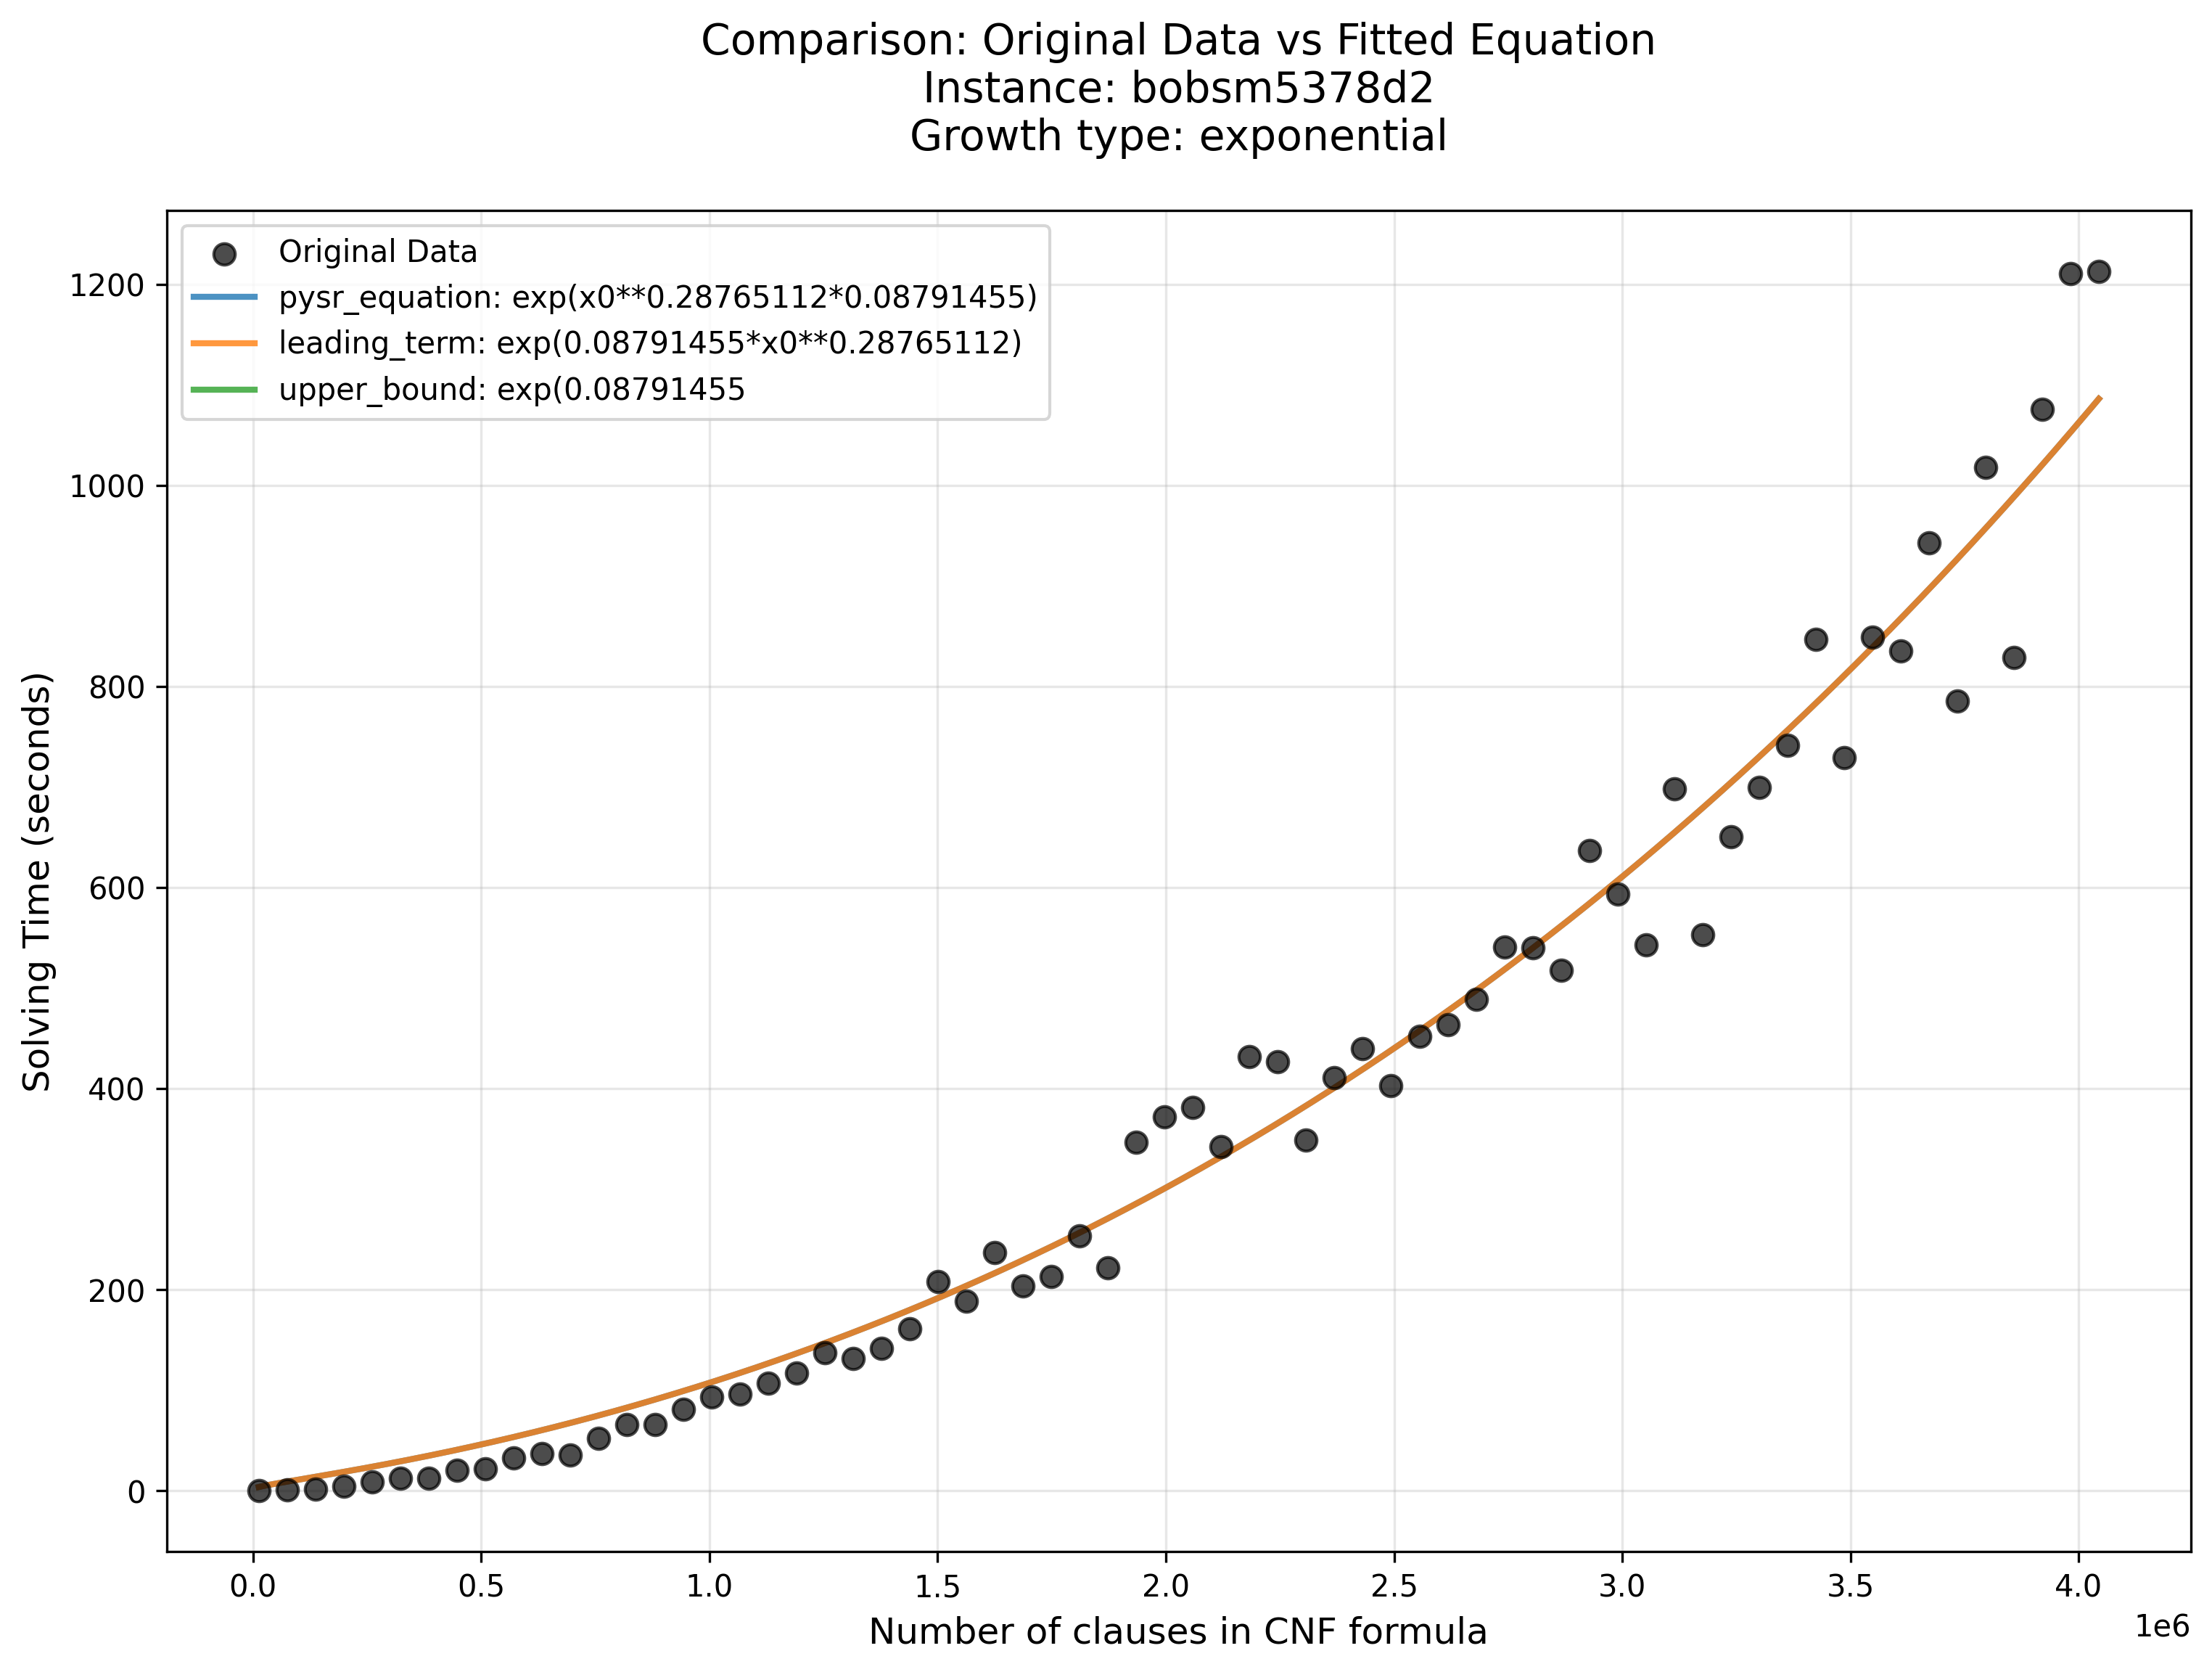 Comparison: Original Data vs Fitted Equation
Instance: bobsm5378d2
Growth type: exponential
Original Data
pysr_equation: exp(x0**0.28765112*0.08791455)
leading_term: exp(0.08791455*x0**0.28765112)
upper_bound: exp(0.08791455
1200
1000
800
600
400
200
0
Solving Time (seconds)
0.0 0.5 1.0 1.5 2.0 2.5 3.0 3.5 4.0
1e6
Number of clauses in CNF formula